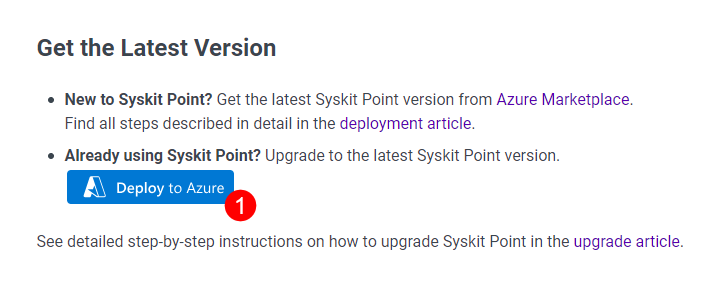 Get the Latest Version
• New to Syskit Point? Get the latest Syskit Point version from Azure Marketplace.
Find all steps described in detail in the deployment article.
• Already using Syskit Point? Upgrade to the latest Syskit Point version.
Deploy to Azure
1
See detailed step-by-step instructions on how to upgrade Syskit Point in the upgrade article.